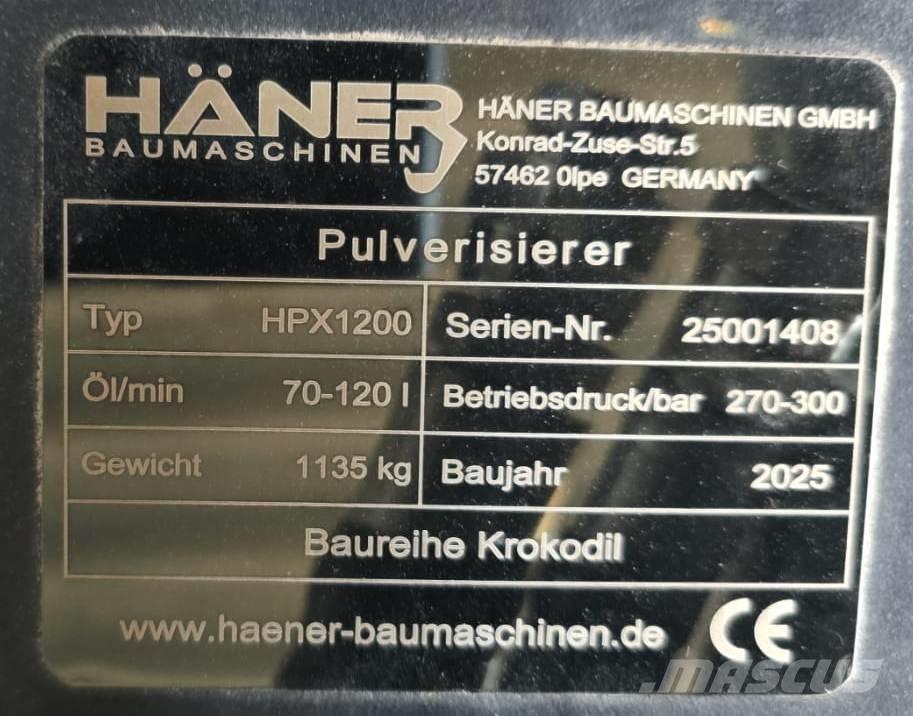 HÄNER
BAUMASCHINEN
HÄNER BAUMASCHINEN GMBH
Konrad-Zuse-Str.5
57462 Olpe GERMANY
Pulverisierer
Typ HPX1200 Serien-Nr. 25001408
Öl/min 70-120 l Betriebsdruck/bar 270-300
Gewicht 1135 kg Baujahr 2025
Baureihe Krokodil
www.haener-baumaschinen.de CE
MASCUS